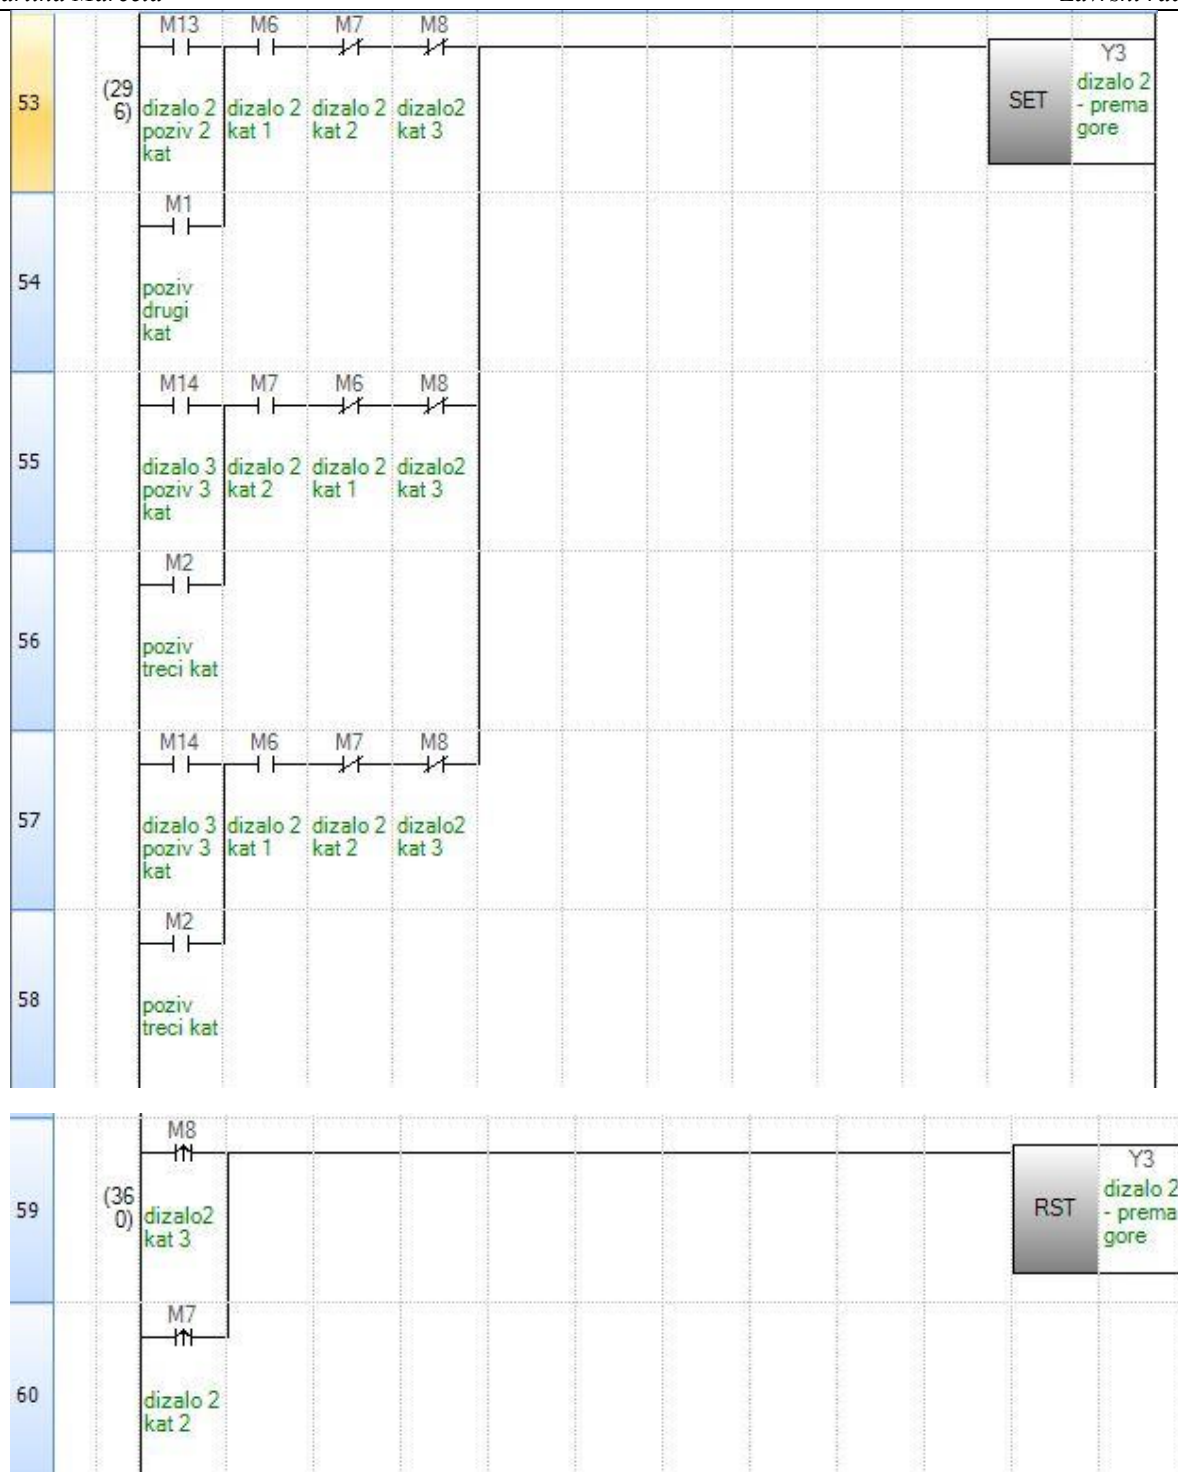 M13 M6 M7 M8
Y3
53
(29
6)
dizalo 2
poziv 2
kat
dizalo 2
kat 1
dizalo 2
kat 2
dizalo2
kat 3
SET
dizalo 2
- prema
gore
M1
54
poziv
drugi
kat
M14 M7 M6 M8
55
dizalo 3
poziv 3
kat
dizalo 2
kat 2
dizalo 2
kat 1
dizalo2
kat 3
M2
56
poziv
treci kat
M14 M6 M7 M8
57
dizalo 3
poziv 3
kat
dizalo 2
kat 1
dizalo 2
kat 2
dizalo2
kat 3
M2
58
poziv
treci kat
M8
Y3
59
(36
0)
dizalo2
kat 3
RST
dizalo 2
- prema
gore
M7
60
dizalo 2
kat 2